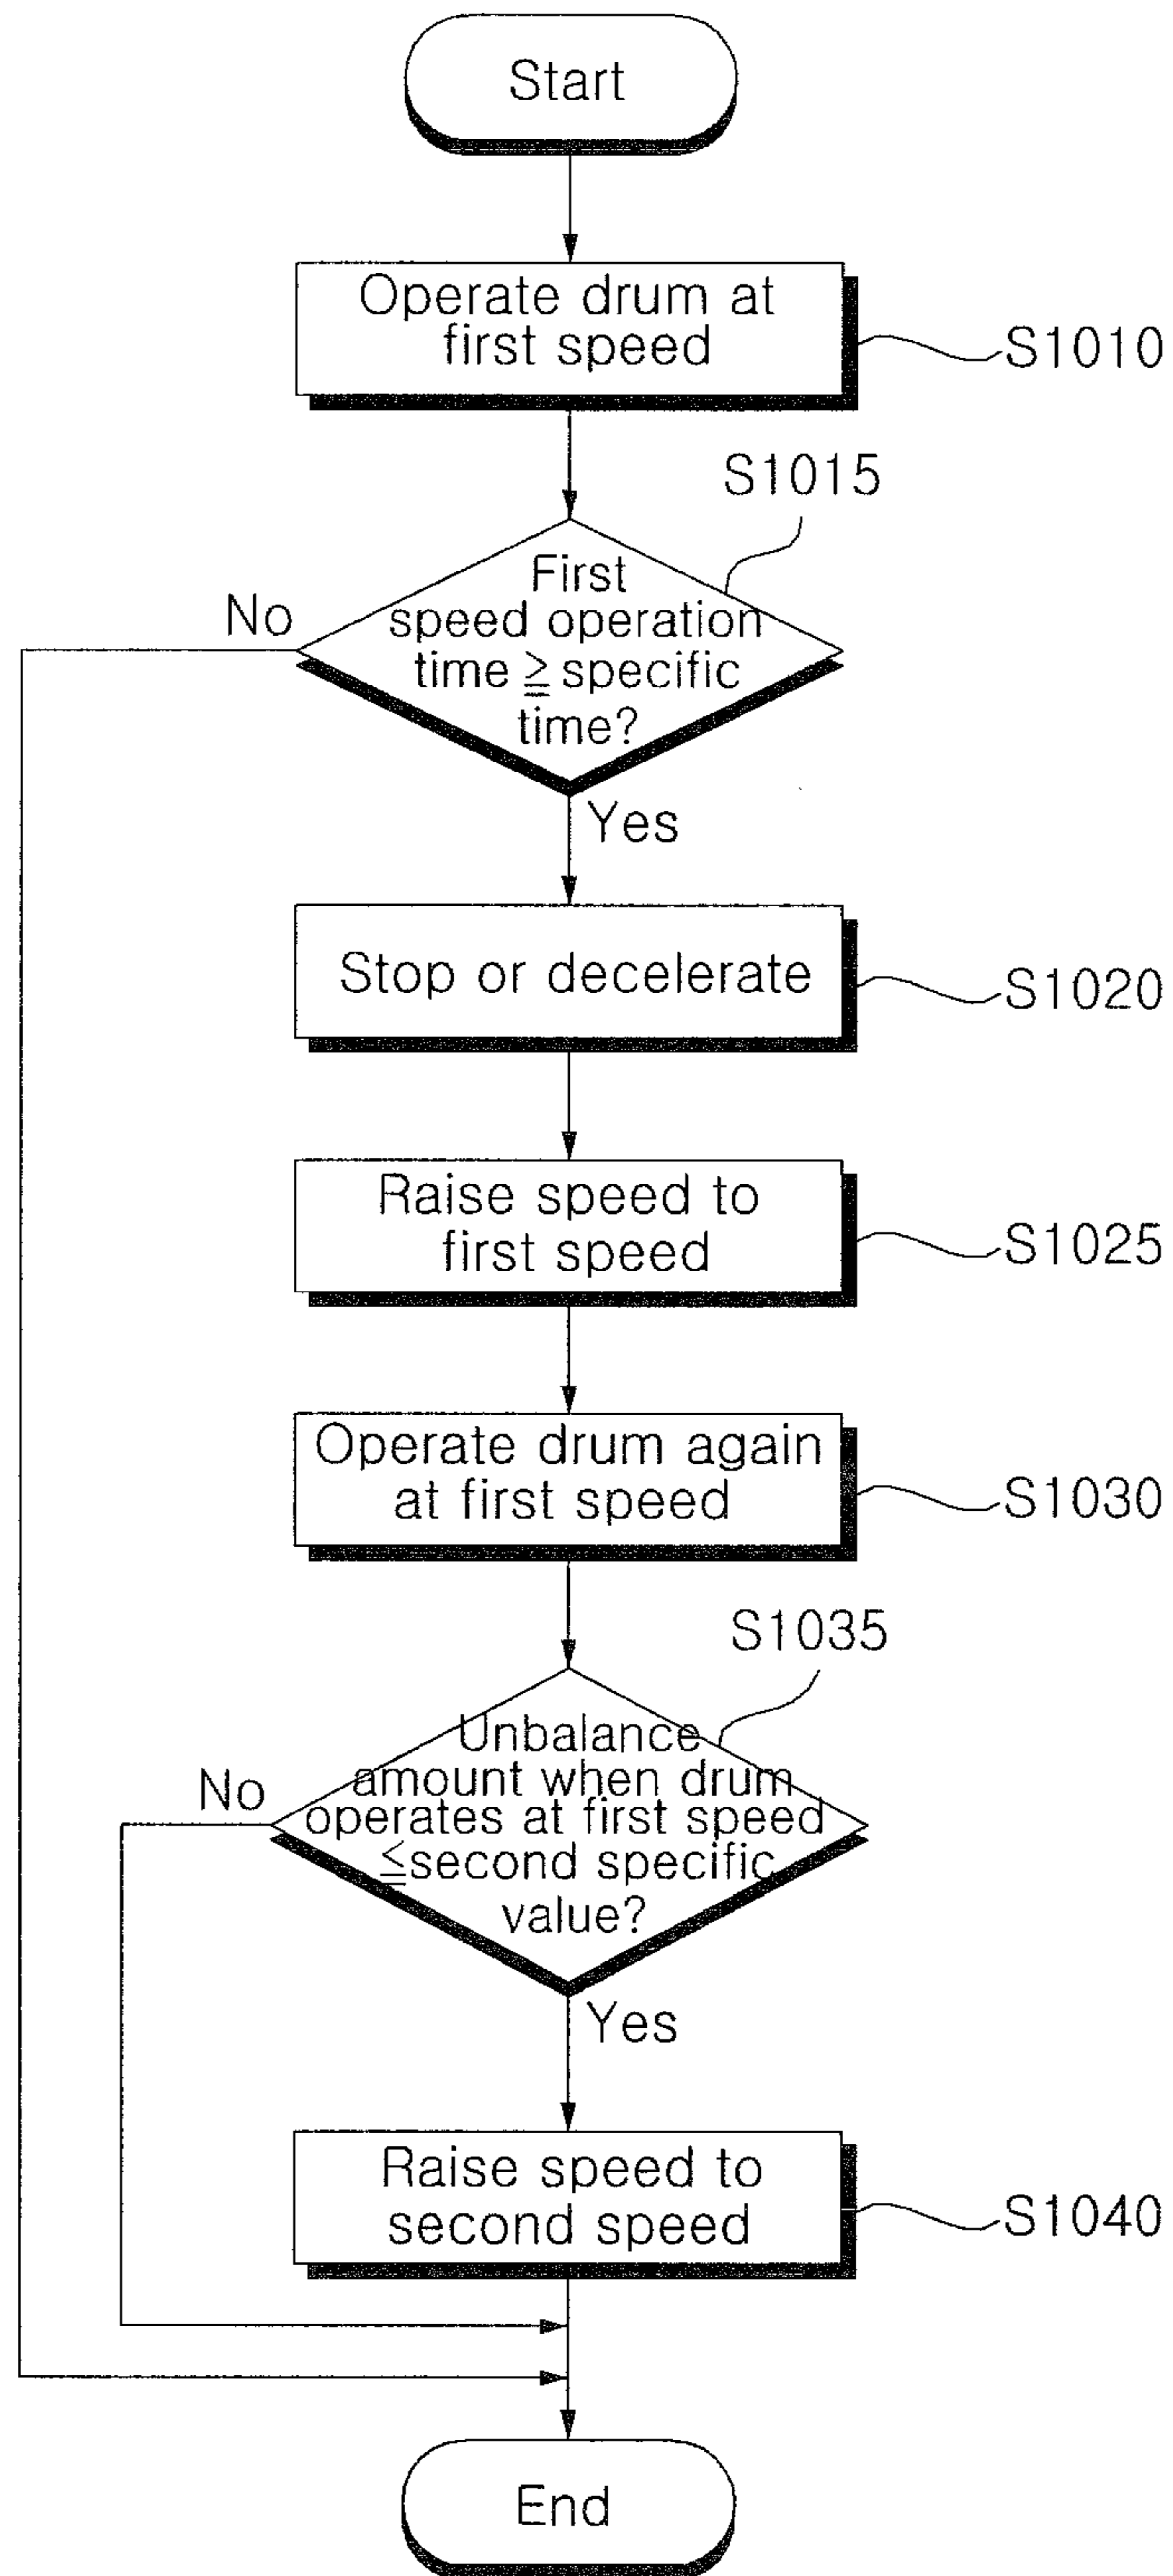 Start
Operate drum at
first speed
S1010
S1015
First
speed operation
time ≧ specific
time?
No
Yes
Stop or decelerate
S1020
Raise speed to
first speed
S1025
Operate drum again
at first speed
S1030
S1035
Unbalance
amount when drum
operates at first speed
≦second specific
value?
No
Yes
Raise speed to
second speed
S1040
End